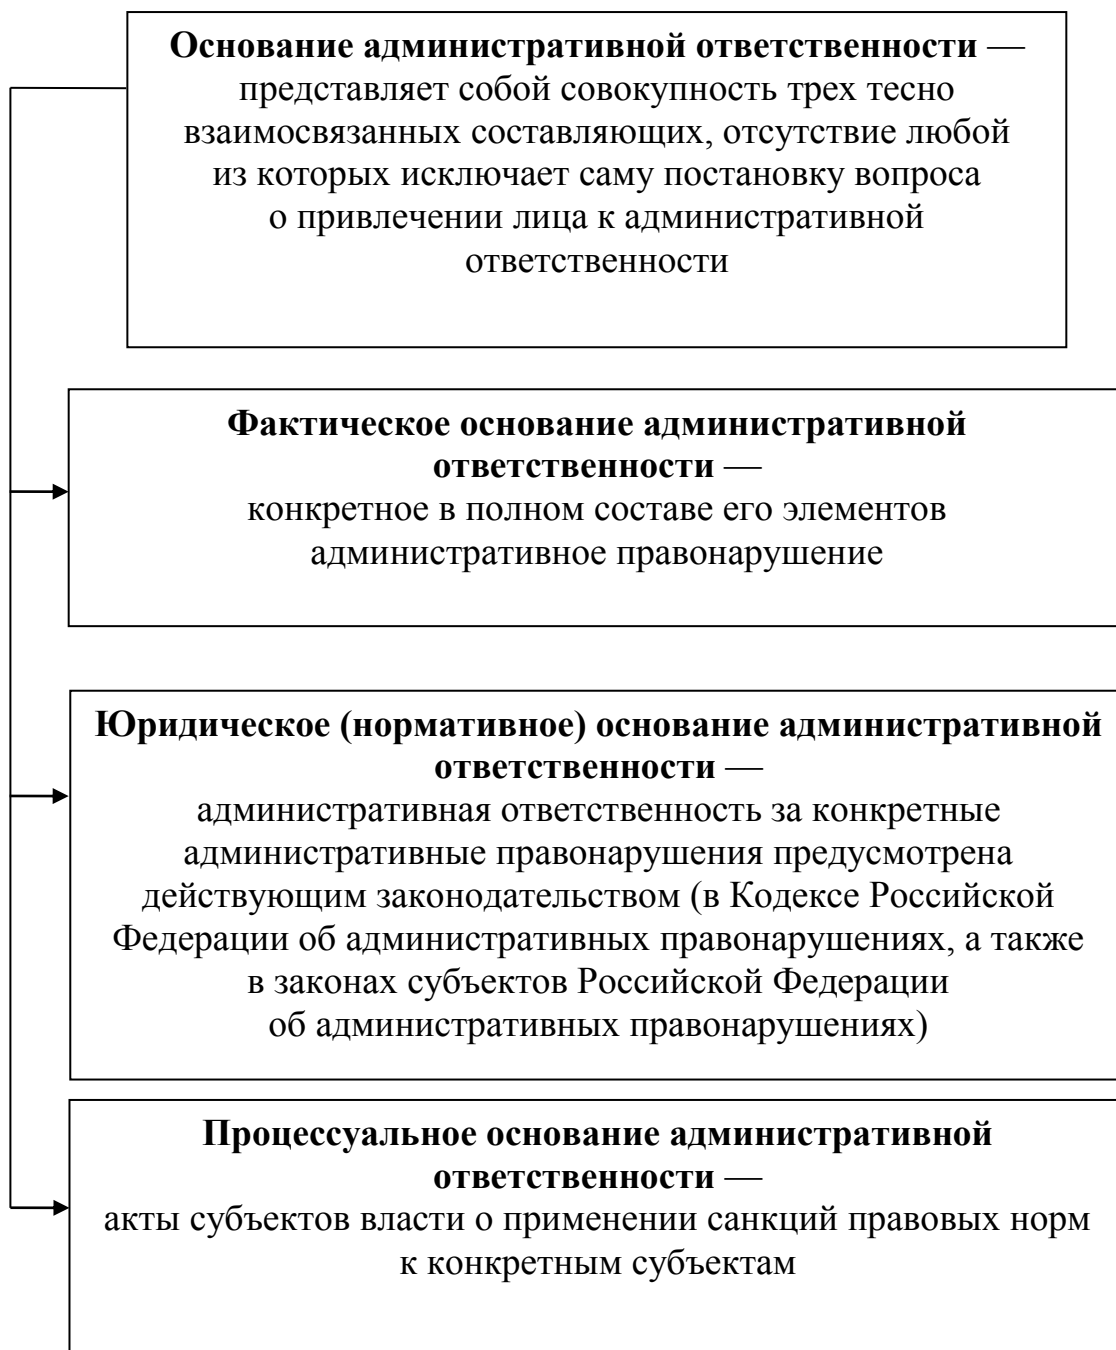 Основание административной ответственности —
представляет собой совокупность трех тесно
взаимосвязанных составляющих, отсутствие любой
из которых исключает саму постановку вопроса
о привлечении лица к административной
ответственности
Фактическое основание административной
ответственности —
конкретное в полном составе его элементов
административное правонарушение
Юридическое (нормативное) основание административной
ответственности —
административная ответственность за конкретные
административные правонарушения предусмотрена
действующим законодательством (в Кодексе Российской
Федерации об административных правонарушениях, а также
в законах субъектов Российской Федерации
об административных правонарушениях)
Процессуальное основание административной
ответственности —
акты субъектов власти о применении санкций правовых норм
к конкретным субъектам